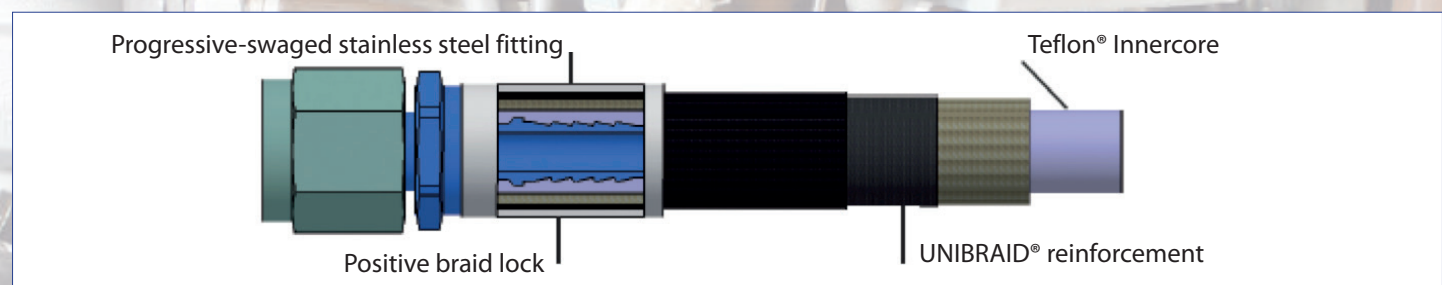 Progressive-swaged stainless steel fitting
Teflon® Innercore
Positive braid lock
UNIBRAID® reinforcement